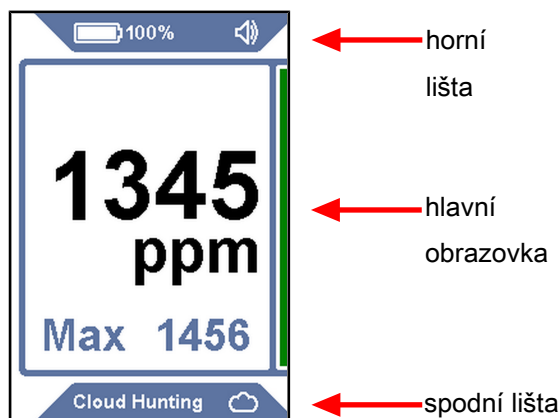 100%
horní
lišta
1345
ppm
hlavní
obrazovka
Max 1456
Cloud Hunting
spodní lišta